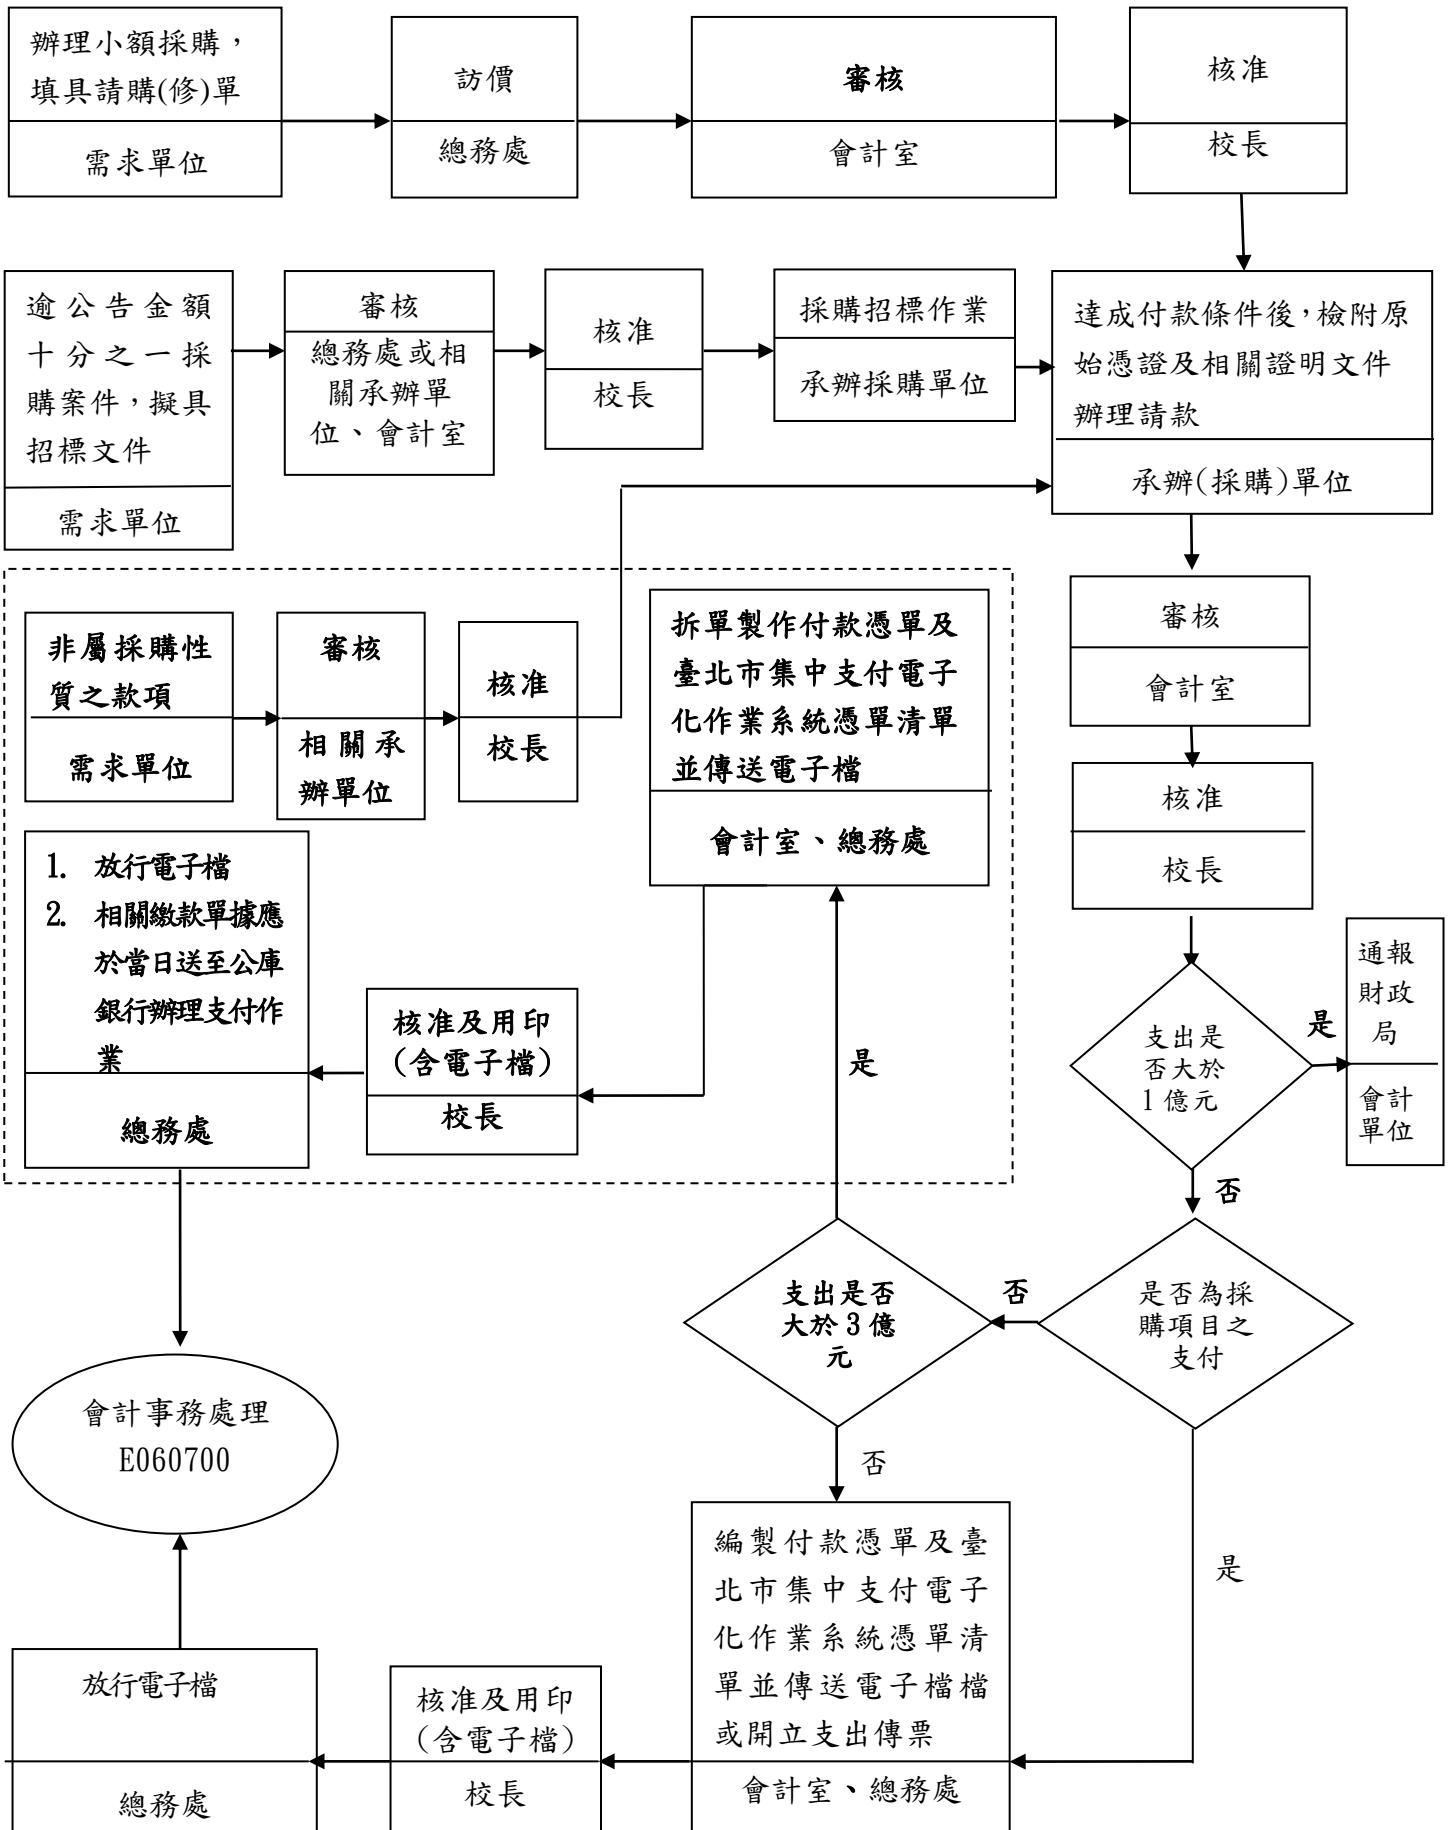 辦理小額採購，
填具請購(修)單
需求單位
訪價
總務處
審核
會計室
核准
校長
逾公告金額
十分之一採
購案件，擬具
招標文件
需求單位
審核
總務處或相
關承辦單
位、會計室
核准
校長
採購招標作業
承辦採購單位
達成付款條件後，檢附原
始憑證及相關證明文件
辦理請款
承辦(採購)單位
非屬採購性
質之款項
需求單位
審核
相關承
辦單位
核准
校長
拆單製作付款憑單及
臺北市集中支付電子
化作業系統憑單清單
並傳送電子檔
會計室、總務處
審核
會計室
核准
校長
1. 放行電子檔
2. 相關繳款單據應
於當日送至公庫
銀行辦理支付作
業
總務處
核准及用印
(含電子檔)
校長
是
支出是
否大於
1億元
是
通報
財政
局
會計
單位
否
支出是否
大於3億
元
否
是否為採
購項目之
支付
會計事務處理
E060700
否
是
編製付款憑單及臺
北市集中支付電子
化作業系統憑單清
單並傳送電子檔檔
或開立支出傳票
會計室、總務處
核准及用印
(含電子檔)
校長
放行電子檔
總務處